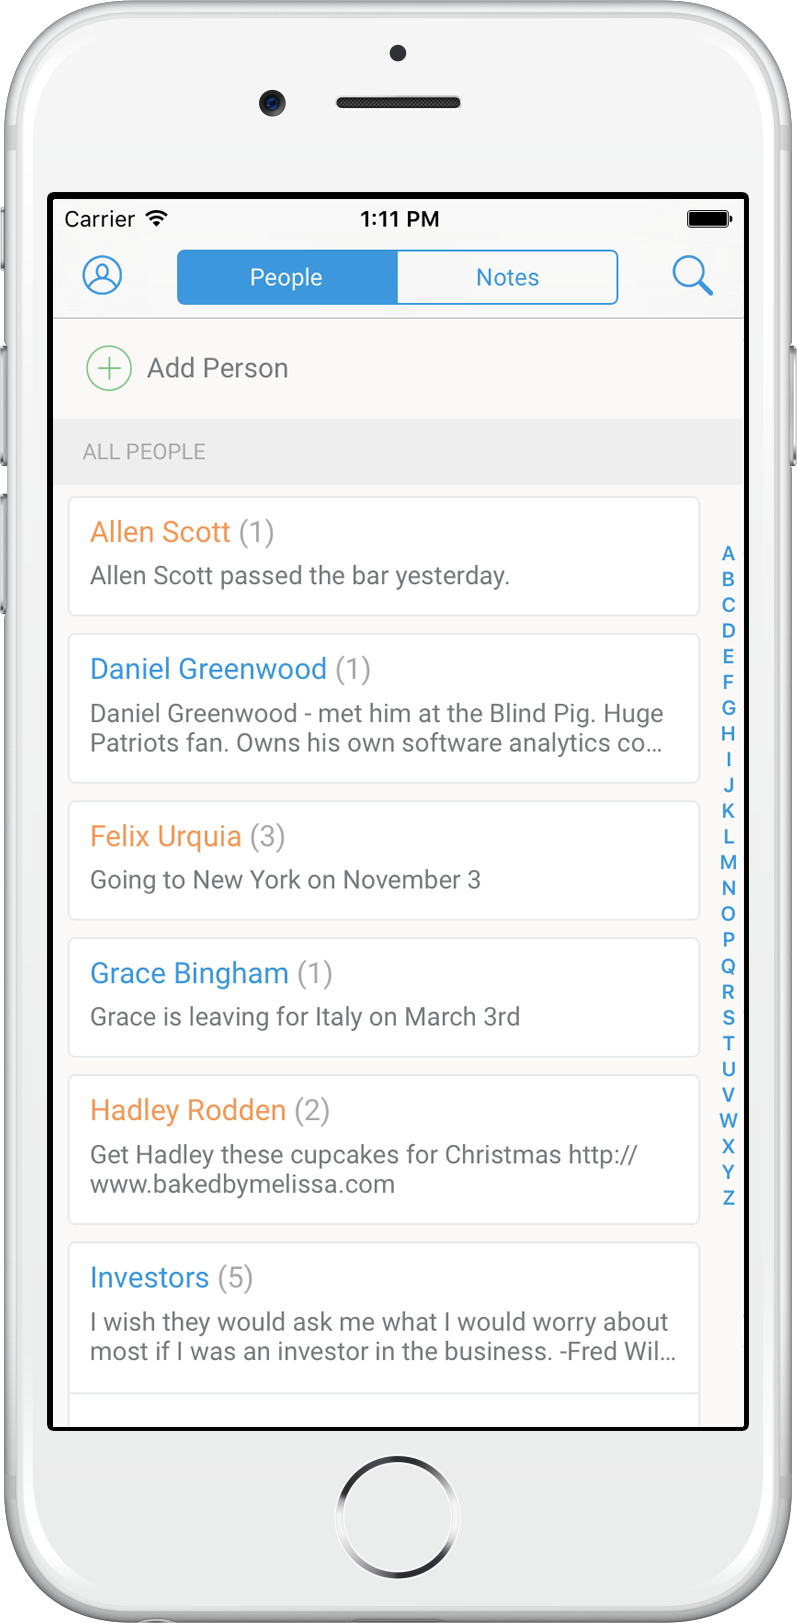 Carrier 1:11 PM
People Notes
Add Person
ALL PEOPLE
Allen Scott (1)
Allen Scott passed the bar yesterday.
Daniel Greenwood (1)
Daniel Greenwood - met him at the Blind Pig. Huge
Patriots fan. Owns his own software analytics co...
Felix Urquia (3)
Going to New York on November 3
Grace Bingham (1)
Grace is leaving for Italy on March 3rd
Hadley Rodden (2)
Get Hadley these cupcakes for Christmas http://
www.bakedbymelissa.com
Investors (5)
I wish they would ask me what I would worry about
most if I was an investor in the business. -Fred Wil...
A
B
C
D
E
F
G
H
I
J
K
L
M
N
O
P
Q
R
S
T
U
V
W
X
Y
Z